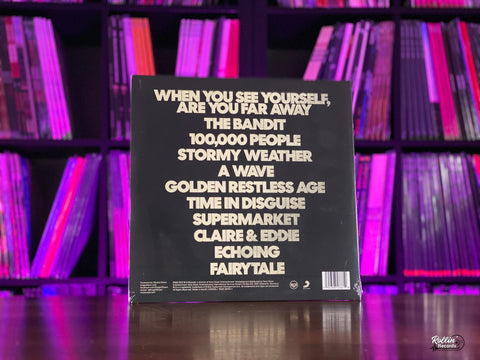 WHEN YOU SEE YOURSELF,
ARE YOU FAR AWAY
THE BANDIT
100,000 PEOPLE
STORMY WEATHER
A WAVE
GOLDEN RESTLESS AGE
TIME IN DISGUISE
SUPERMARKET
CLAIRE & EDDIE
ECHOING
FAIRYTALE
Rollin'
Records